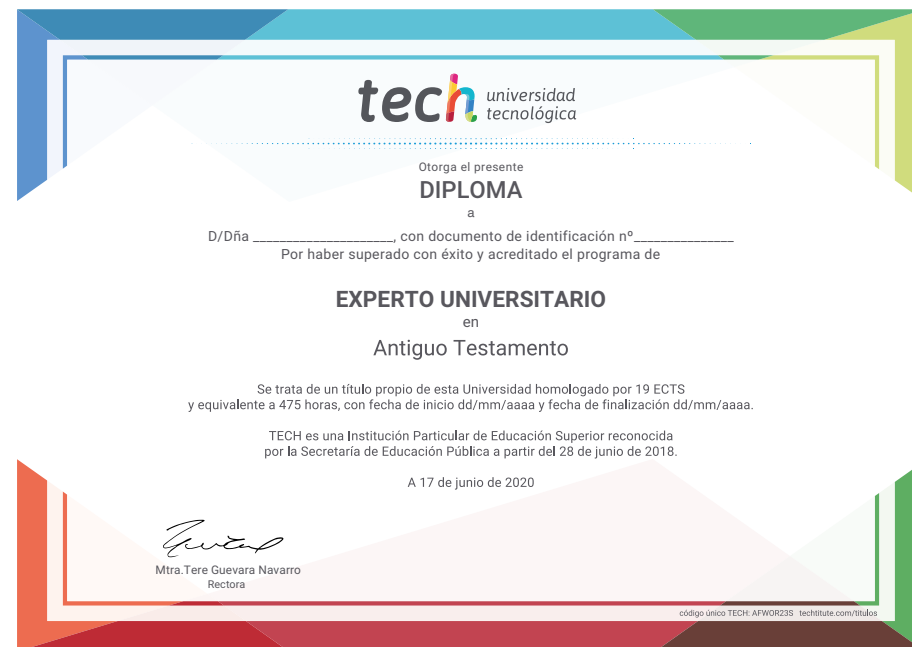 tech universidad
tecnológica
Otorga el presente
DIPLOMA
a
D/Dña ______________________, con documento de identificación nº_______________
Por haber superado con éxito y acreditado el programa de
EXPERTO UNIVERSITARIO
en
Antiguo Testamento
Se trata de un título propio de esta Universidad homologado por 19 ECTS
y equivalente a 475 horas, con fecha de inicio dd/mm/aaaa y fecha de finalización dd/mm/aaaa.
TECH es una Institución Particular de Educación Superior reconocida
por la Secretaría de Educación Pública a partir del 28 de junio de 2018.
A 17 de junio de 2020
Mtra.Tere Guevara Navarro
Rectora
código único TECH: AFWOR23S techtitute.com/titulos